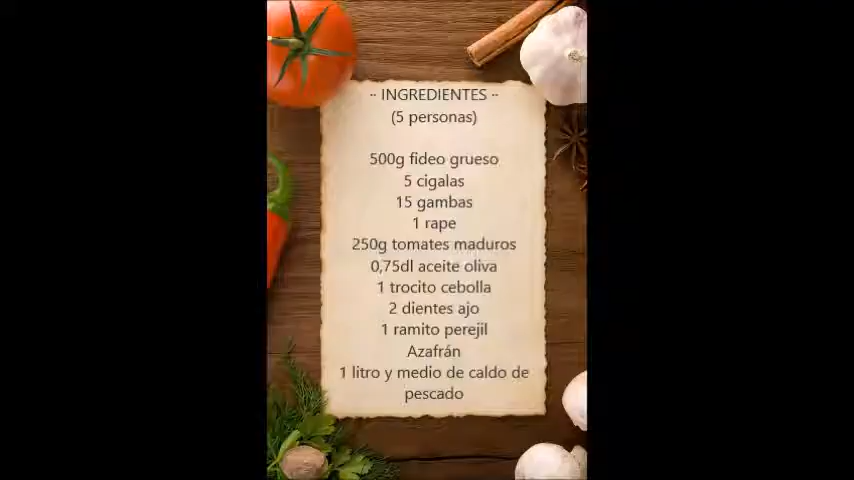 ·· INGREDIENTES ··
(5 personas)
500g fideo grueso
5 cigalas
15 gambas
1 rape
250g tomates maduros
0,75dl aceite oliva
1 trocito cebolla
2 dientes ajo
1 ramito perejil
Azafrán
1 litro y medio de caldo de
pescado